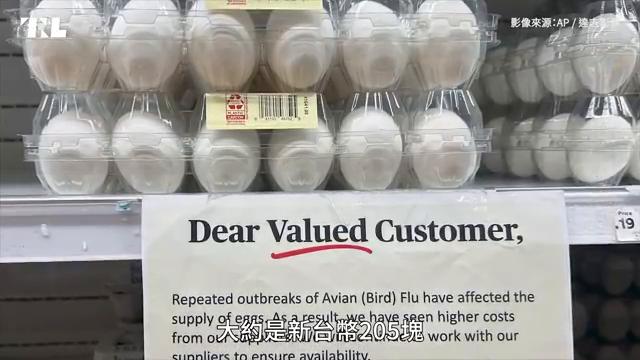 TRL
影像來源:AP / 達志
Price
.19
Dear Valued Customer,
Repeated outbreaks of Avian (Bird) Flu have affected the
supply of eggs. As a result, we have seen higher costs
from our
work with our
大約是新台幣205塊
suppliers to ensure availability.